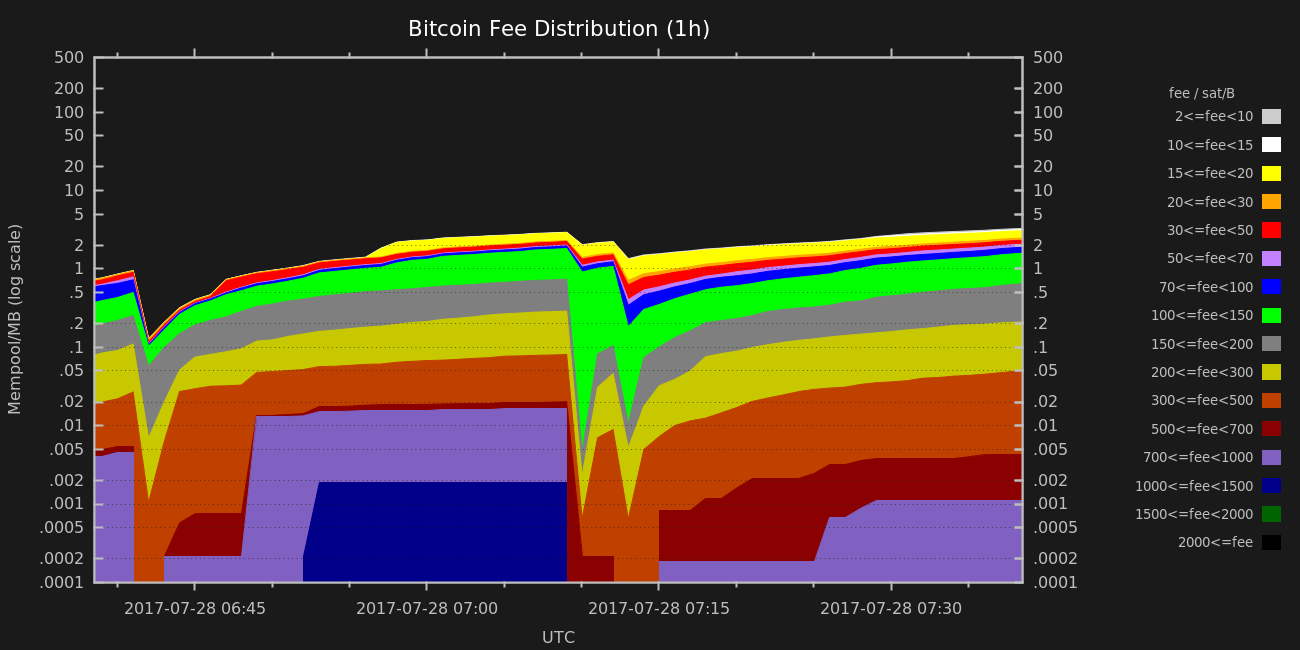 Bitcoin Fee Distribution (1h)
500 500
200 200
100 100
50 50
20 20
10 10
5 5
2 2
1 1
.5 .5
.2 .2
.1 .1
.05 .05
.02 .02
.01 .01
.005 .005
.002 .002
.001 .001
.0005 .0005
.0002 .0002
.0001 .0001
Mempool/MB (log scale)
2017-07-28 06:45 2017-07-28 07:00 2017-07-28 07:15 2017-07-28 07:30
UTC
fee / sat/B
2<=fee<10
10<=fee<15
15<=fee<20
20<=fee<30
30<=fee<50
50<=fee<70
70<=fee<100
100<=fee<150
150<=fee<200
200<=fee<300
300<=fee<500
500<=fee<700
700<=fee<1000
1000<=fee<1500
1500<=fee<2000
2000<=fee